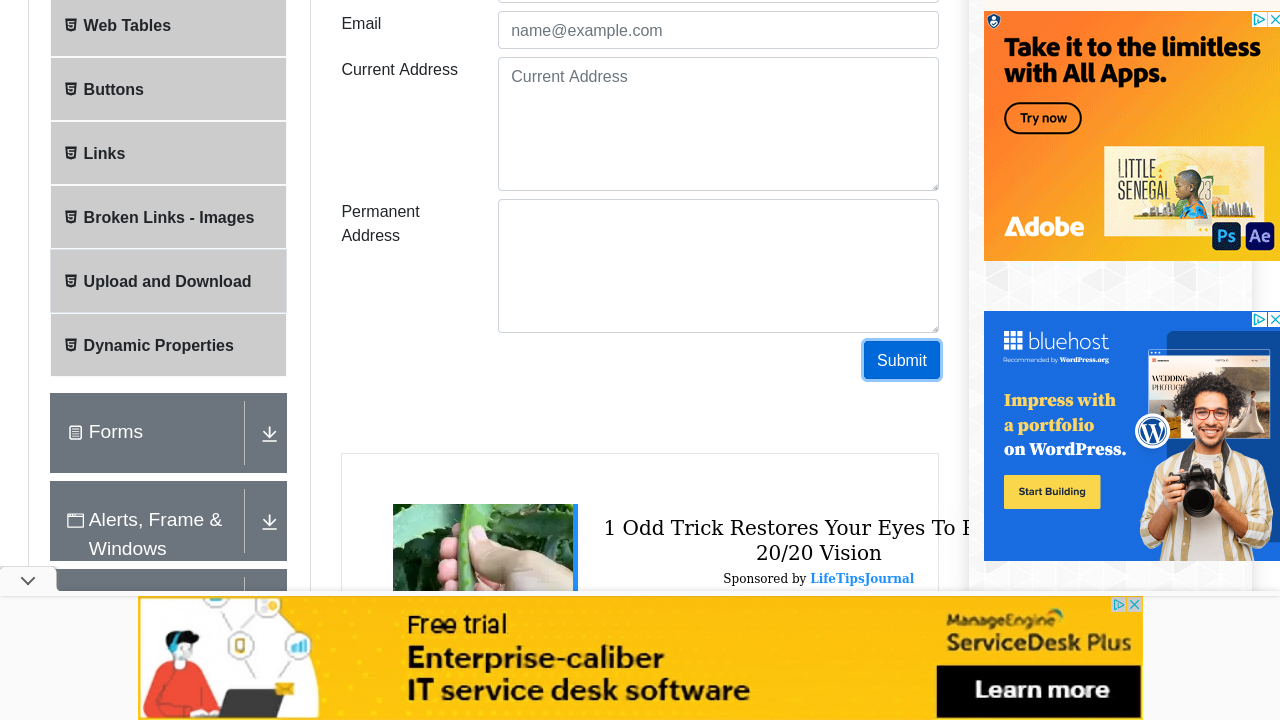 Web Tables
Buttons
Links
Broken Links - Images
Upload and Download
Dynamic Properties
Forms
Alerts, Frame &
Windows
Email
name@example.com
Current Address
Current Address
Permanent
Address
Submit
1 Odd Trick Restores Your Eyes To
20/20 Vision
Sponsored by LifeTipsJournal
Take it to the limitless
with All Apps.
Try now
LITTLE
SENEGAL
Adobe
Ps
Ae
bluehost
Recommended by WordPress.org
WEDDING
Impress with
a portfolio
on WordPress.
Start Building
Free trial
Enterprise-caliber
IT service desk software
ManageEngine
ServiceDesk Plus
Learn more